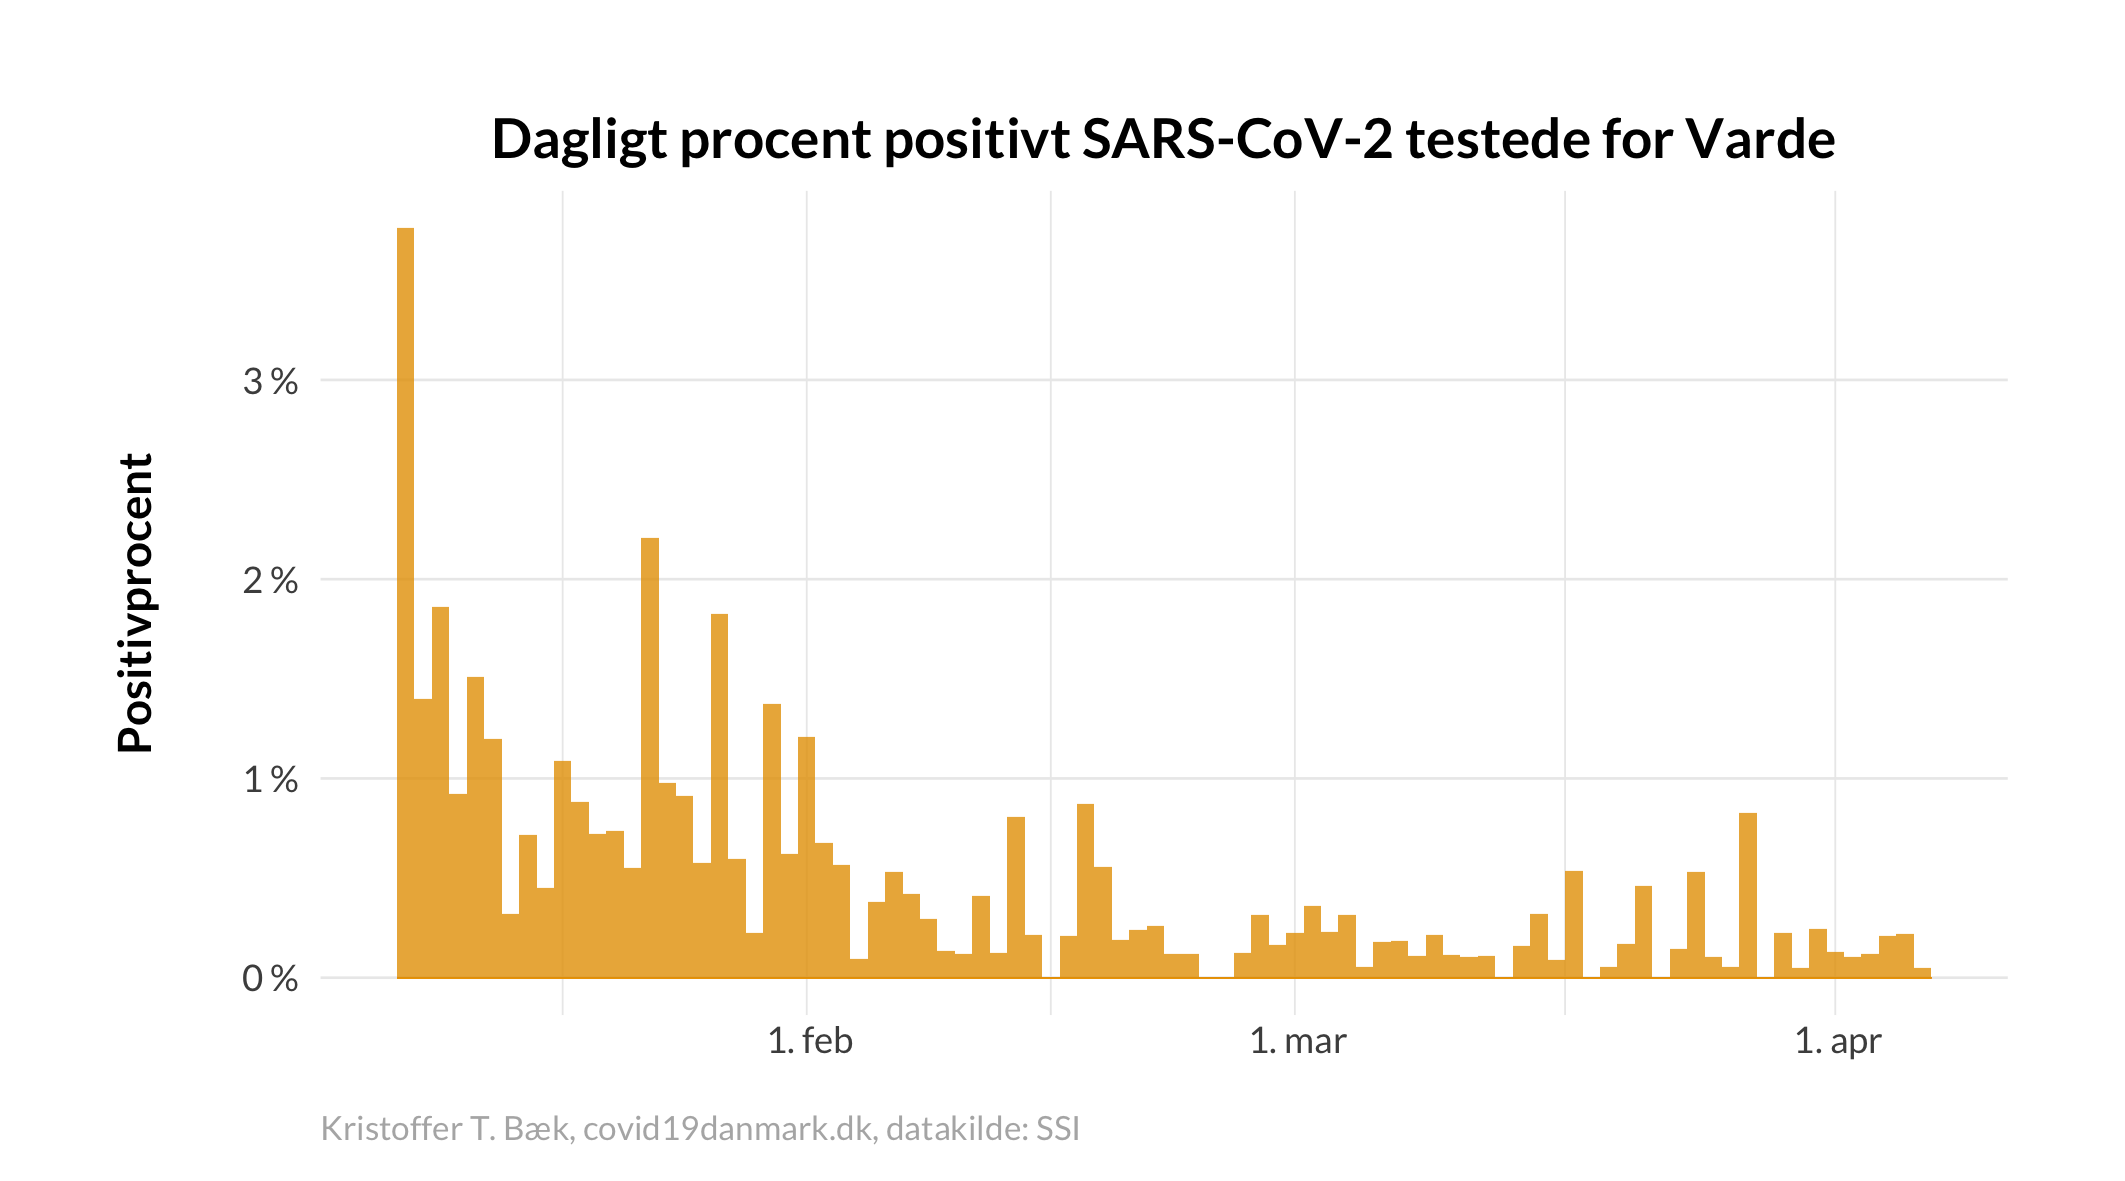 Dagligt procent positivt SARS-CoV-2 testede for Varde
Positivprocent
3 %
2 %
1 %
0 %
1. feb
1. mar
1. apr
Kristoffer T. Bæk, covid19danmark.dk, datakilde: SSI